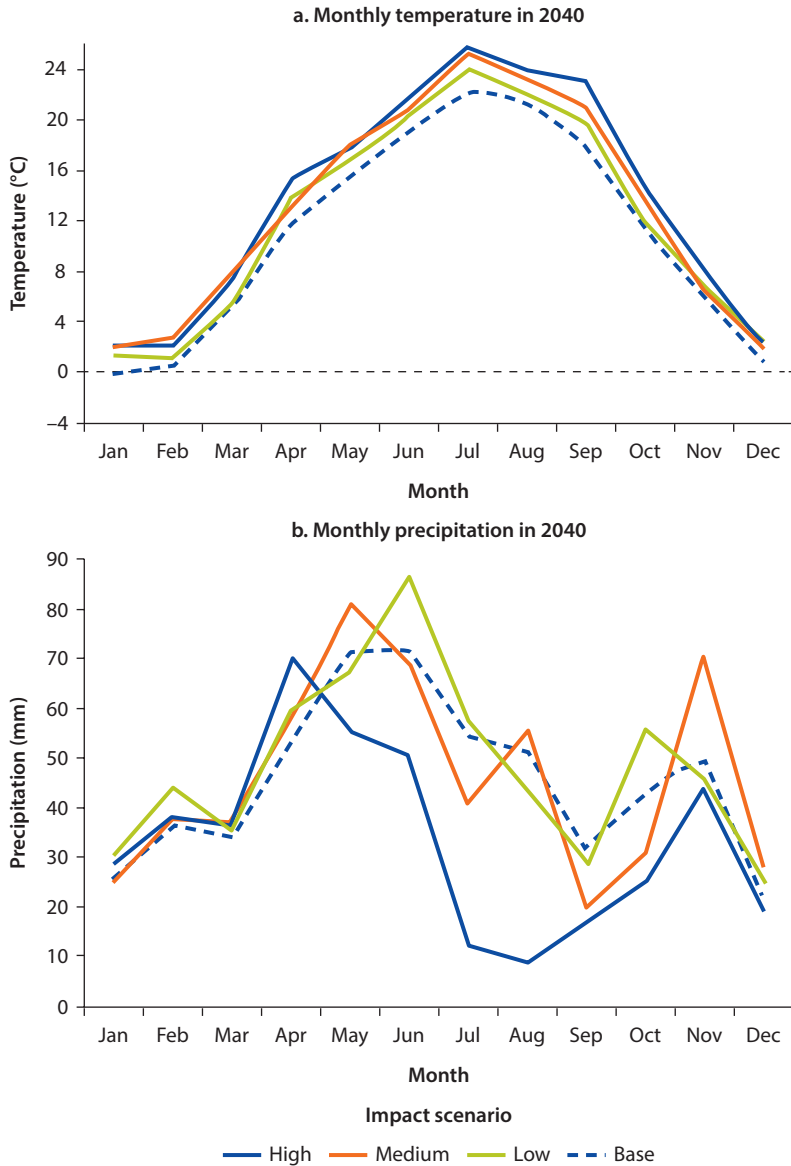 a. Monthly temperature in 2040
24
20
16
12
8
4
0
–4
Temperature (°C)
Jan Feb Mar Apr May Jun Jul Aug Sep Oct Nov Dec
Month
b. Monthly precipitation in 2040
90
80
70
60
50
40
30
20
10
0
Precipitation (mm)
Jan Feb Mar Apr May Jun Jul Aug Sep Oct Nov Dec
Month
Impact scenario
High Medium Low Base